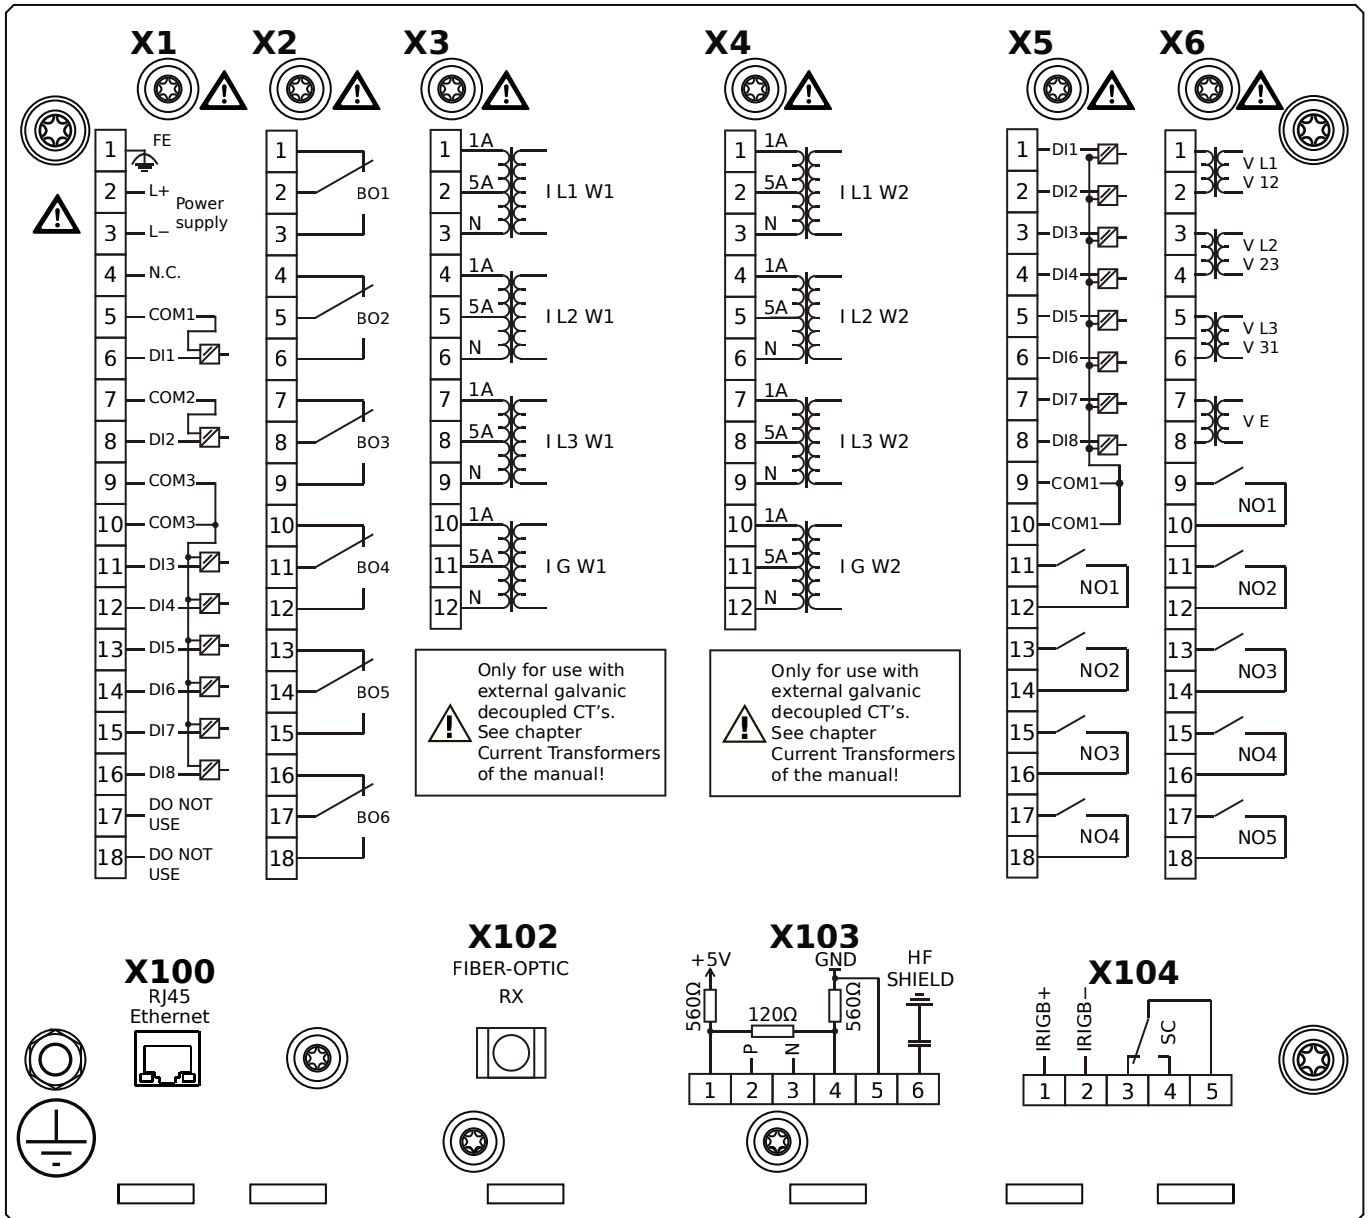 X1
X2
X3
X4
X5
X6
1
FE
2
L+
Power
supply
3
L−
4
N.C.
5
COM1
6
DI1
7
COM2
8
DI2
9
COM3
10
COM3
11
DI3
12
DI4
13
DI5
14
DI6
15
DI7
16
DI8
17
DO NOT
USE
18
DO NOT
USE
1
2
BO1
3
4
5
BO2
6
7
8
BO3
9
10
11
BO4
12
13
14
BO5
15
16
17
BO6
18
1
1A
2
5A
I L1 W1
3
N
4
1A
5
5A
I L2 W1
6
N
7
1A
8
5A
I L3 W1
9
N
10
1A
11
5A
I G W1
12
N
Only for use with
external galvanic
decoupled CT's.
See chapter
Current Transformers
of the manual!
1
1A
2
5A
I L1 W2
3
N
4
1A
5
5A
I L2 W2
6
N
7
1A
8
5A
I L3 W2
9
N
10
1A
11
5A
I G W2
12
N
Only for use with
external galvanic
decoupled CT's.
See chapter
Current Transformers
of the manual!
1
DI1
2
DI2
3
DI3
4
DI4
5
DI5
6
DI6
7
DI7
8
DI8
9
COM1
10
COM1
11
NO1
12
13
NO2
14
15
NO3
16
17
NO4
18
1
V L1
V 12
2
3
V L2
V 23
4
5
V L3
V 31
6
7
V E
8
9
NO1
10
11
NO2
12
13
NO3
14
15
NO4
16
17
NO5
18
X100
RJ45
Ethernet
X102
FIBER-OPTIC
RX
X103
+5V
GND
HF
SHIELD
560Ω
120Ω
560Ω
P
N
1 2 3 4 5 6
X104
IRIGB+
IRIGB−
SC
1 2 3 4 5